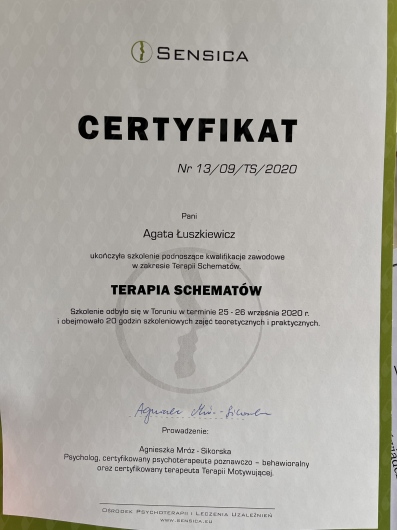 SENSICA
CERTYFIKAT
Nr 13/09/TS/2020
Pani
Agata Łuszkiewicz
ukończyła szkolenie podnoszące kwalifikacje zawodowe
w zakresie Terapii Schematów.
TERAPIA SCHEMATÓW
Szkolenie odbyło się w Toruniu w terminie 25 - 26 września 2020 r.
i obejmowało 20 godzin szkoleniowych zajęć teoretycznych i praktycznych.
Agnieszka Mróz-Sikorska
Prowadzenie:
Agnieszka Mróz - Sikorska
Psycholog, certyfikowany psychoterapeuta poznawczo – behawioralny
oraz certyfikowany terapeuta Terapii Motywującej.
OŚRODEK PSYCHOTERAPII I LECZENIA UZALEŻNIEŃ
WWW.SENSICA.EU